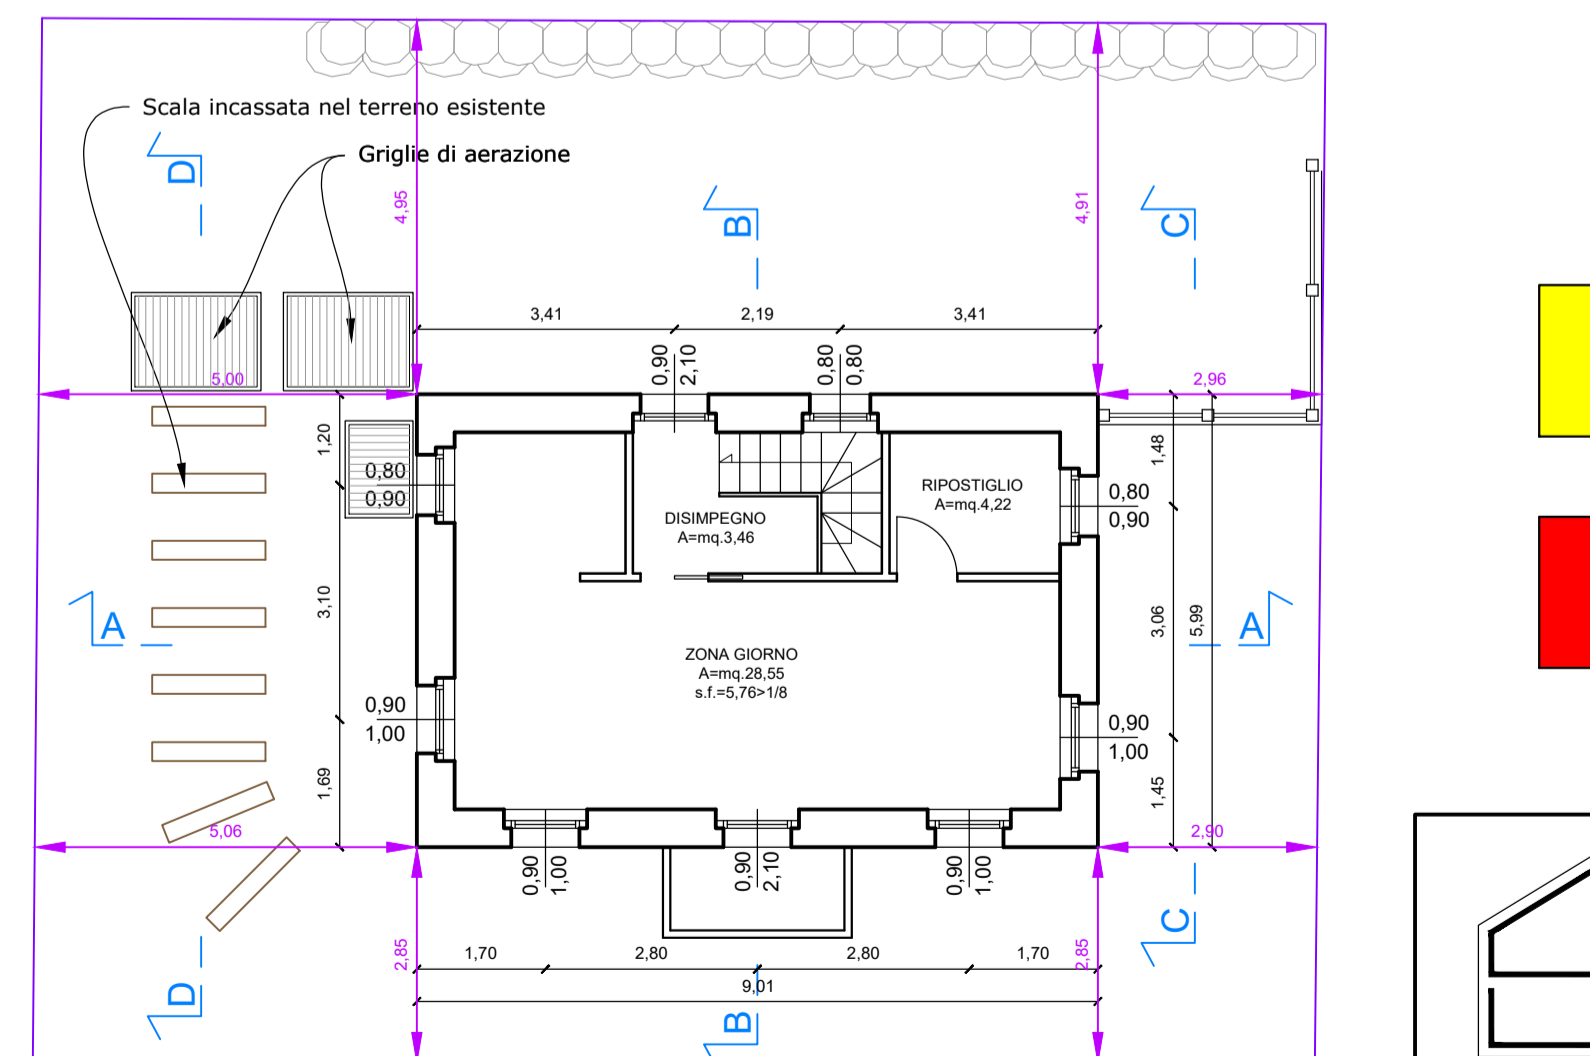 Scala incassata nel terreno esistente
Griglie di aerazione
D
B
C
4,95
4,91
3,41
2,19
3,41
0,90
2,10
0,80
0,80
5,00
2,96
1,20
0,80
0,90
1,48
0,80
0,90
RIPOSTIGLIO
A=mq.4,22
DISIMPEGNO
A=mq.3,46
3,10
3,06
5,99
A
A
ZONA GIORNO
A=mq.28,55
s.f.=5,76>1/8
0,90
1,00
0,90
1,00
1,69
1,45
5,06
2,90
0,90
1,00
0,90
2,10
0,90
1,00
C
2,85
1,70
2,80
2,80
1,70
2,85
9,01
D
B